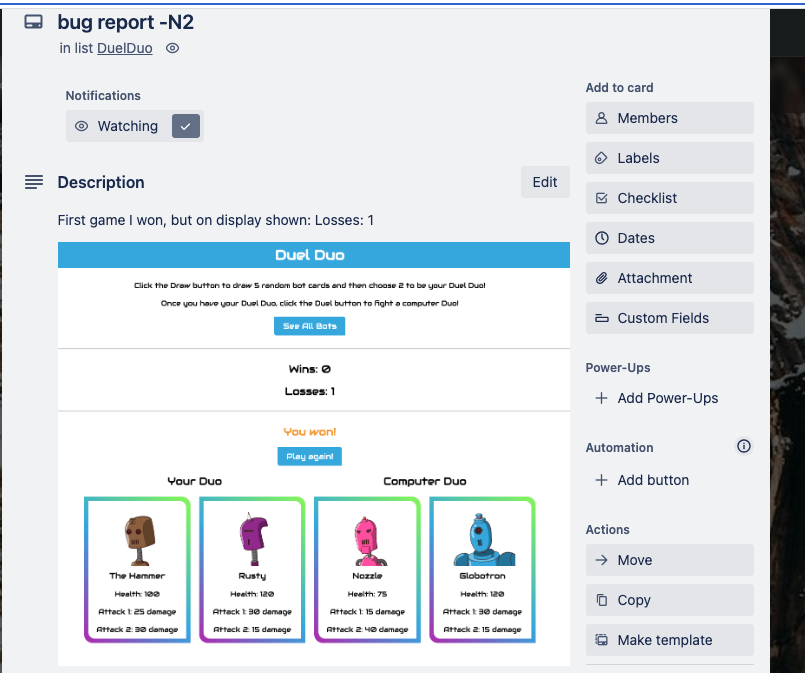 bug report -N2
in list DuelDuo
Notifications
Watching
Description
Edit
First game I won, but on display shown: Losses: 1
Duel Duo
Click the Draw button to draw 5 random bot cards and then choose 2 to be your Duel Duo!
Once you have your Duel Duo, click the Duel button to fight a computer Duo!
See All Bots
Wins: 0
Losses: 1
You won!
Play again!
Your Duo
Computer Duo
The Hammer
Health: 100
Attack 1: 25 damage
Attack 2: 30 damage
Rusty
Health: 120
Attack 1: 30 damage
Attack 2: 15 damage
Nozzle
Health: 75
Attack 1: 15 damage
Attack 2: 40 damage
Globotron
Health: 120
Attack 1: 30 damage
Attack 2: 15 damage
Add to card
Members
Labels
Checklist
Dates
Attachment
Custom Fields
Power-Ups
Add Power-Ups
Automation
Add button
Actions
Move
Copy
Make template